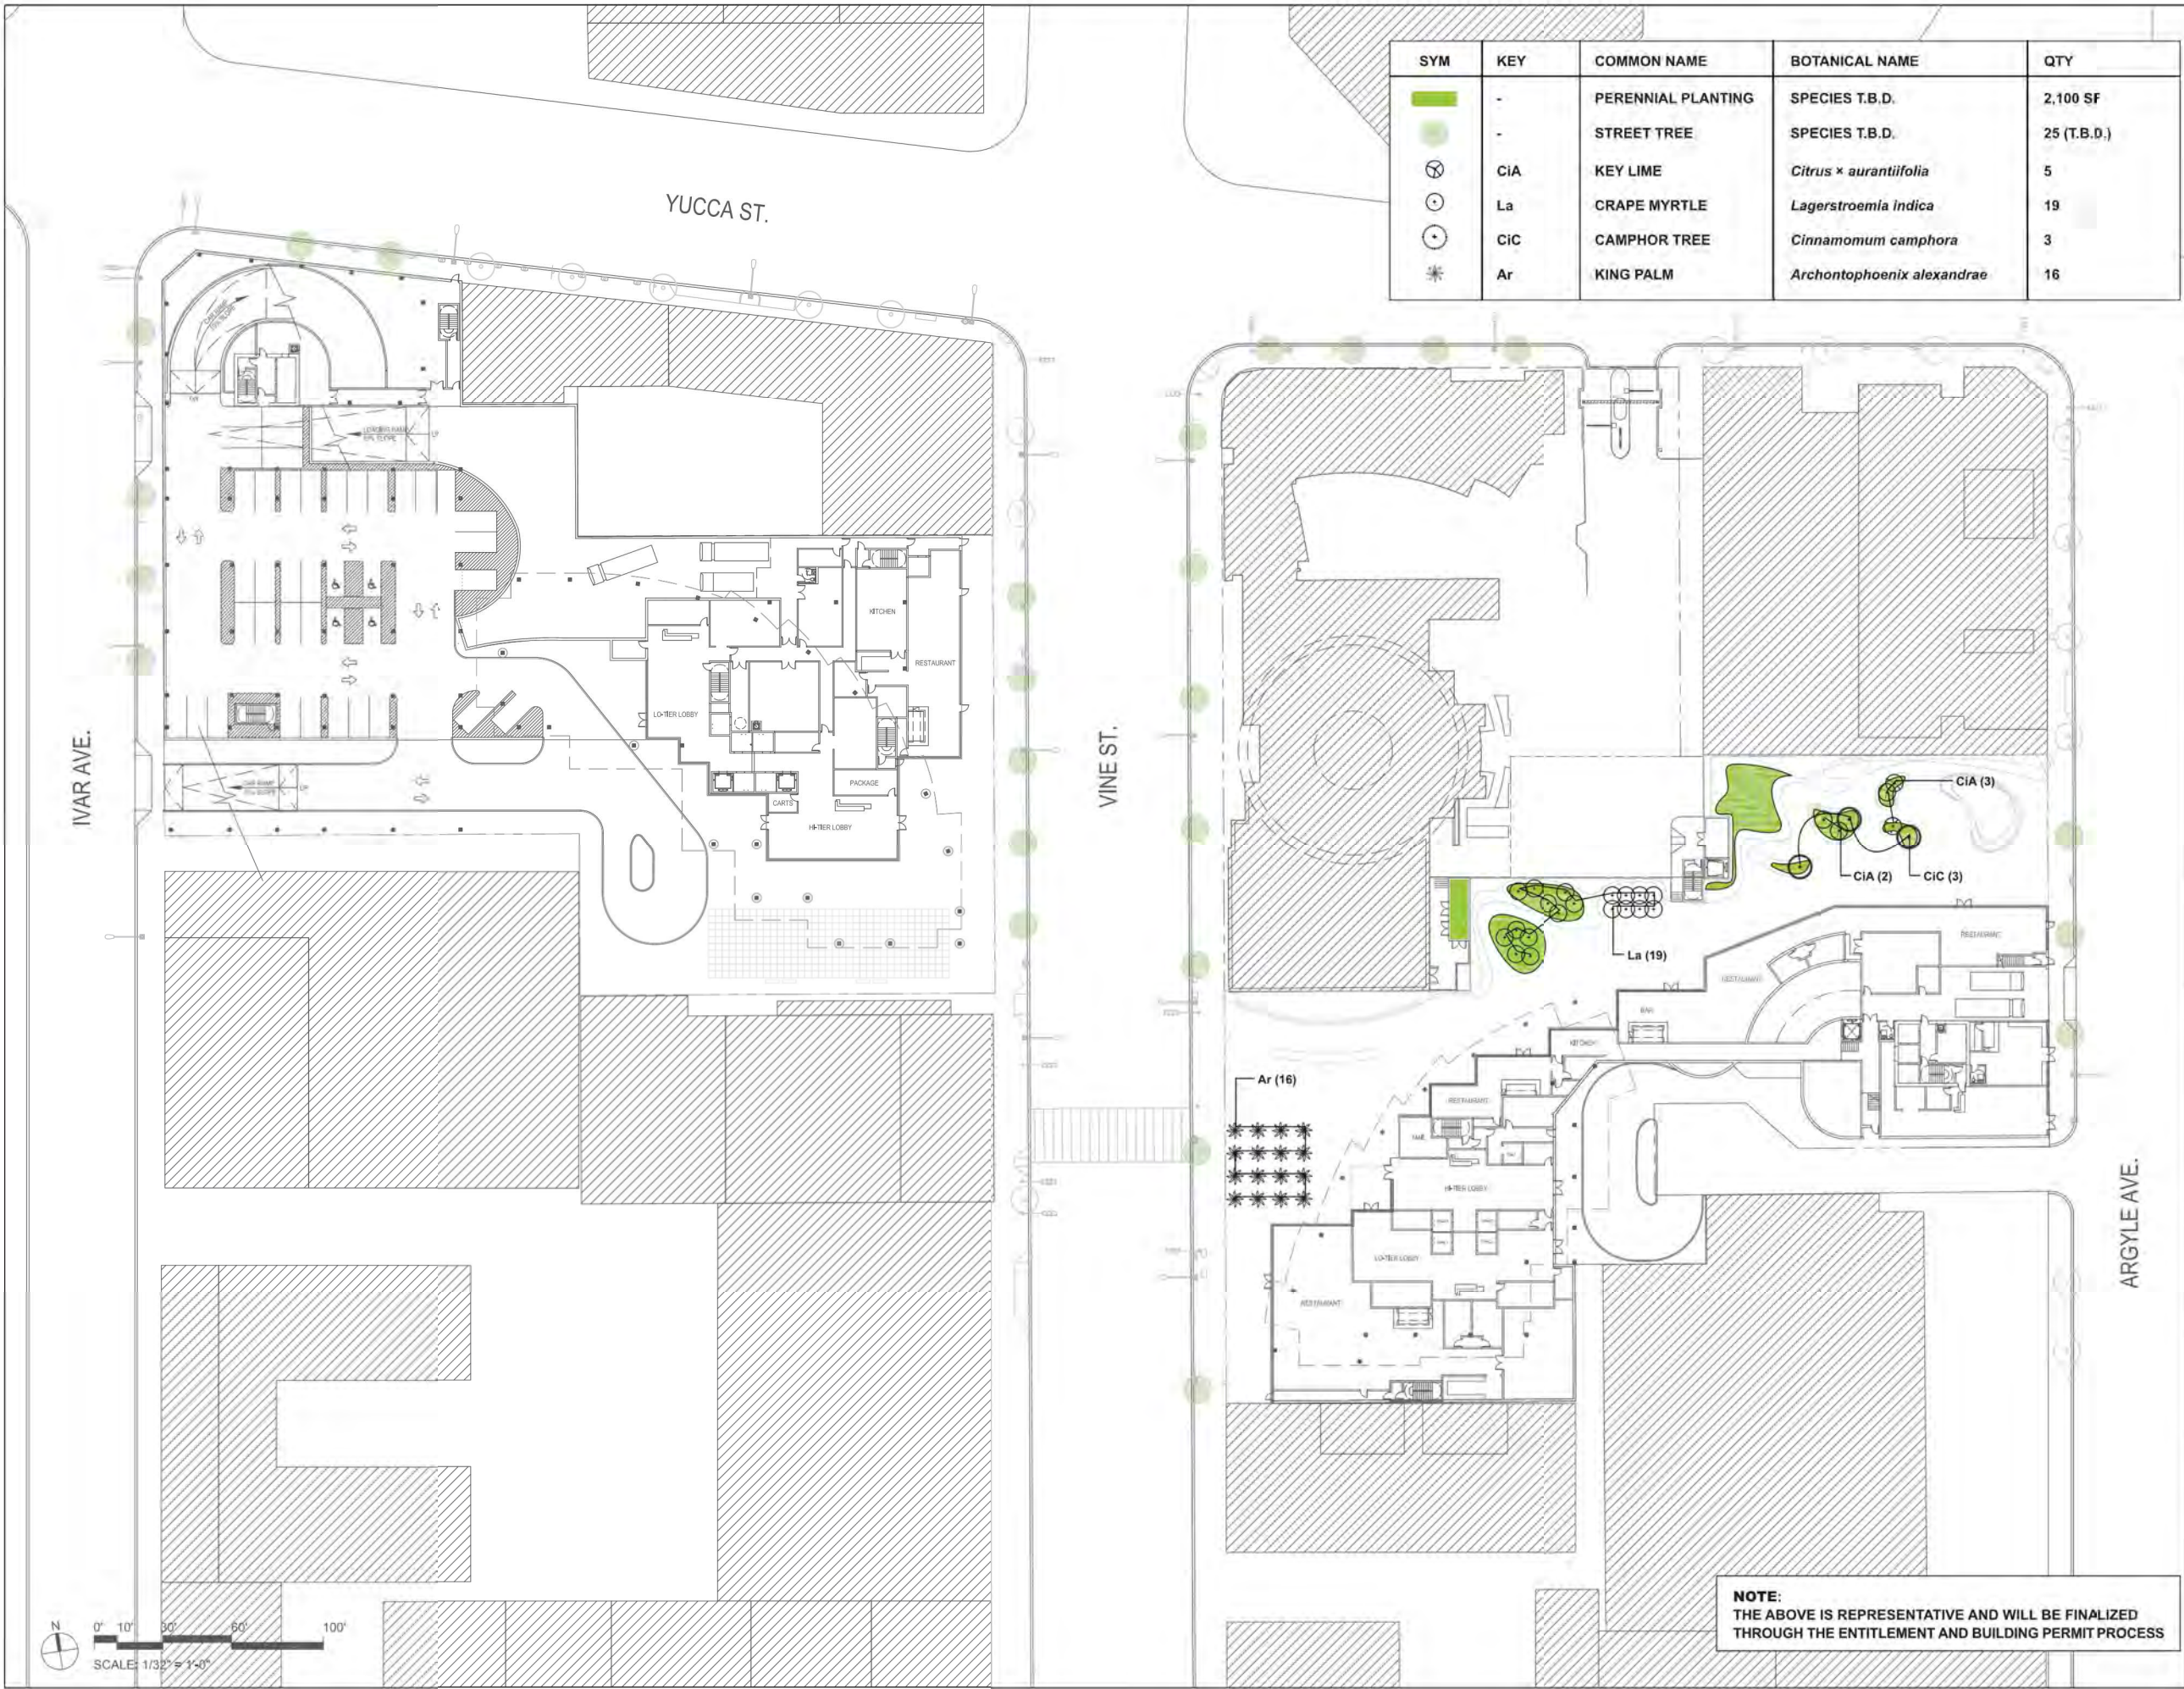 SYM KEY COMMON NAME BOTANICAL NAME QTY
- PERENNIAL PLANTING SPECIES T.B.D. 2,100 SF
- STREET TREE SPECIES T.B.D. 25 (T.B.D.)
CiA KEY LIME Citrus × aurantiifolia 5
La CRAPE MYRTLE Lagerstroemia indica 19
CiC CAMPHOR TREE Cinnamomum camphora 3
Ar KING PALM Archontophoenix alexandrae 16
YUCCA ST.
IVAR AVE.
VINE ST.
ARGYLE AVE.
UP
KITCHEN
RESTAURANT
LO-TIER LOBBY
PACKAGE
CARTS
HI-TIER LOBBY
UP
CiA (3)
CiA (2)
CiC (3)
La (19)
RESTAURANT
RESTAURANT
BAR
KITCHEN
Ar (16)
RESTAURANT
HI-TIER LOBBY
LO-TIER LOBBY
RESTAURANT
NOTE:
THE ABOVE IS REPRESENTATIVE AND WILL BE FINALIZED
THROUGH THE ENTITLEMENT AND BUILDING PERMIT PROCESS
N
0' 10' 30' 60' 100'
SCALE: 1/32" = 1'-0"